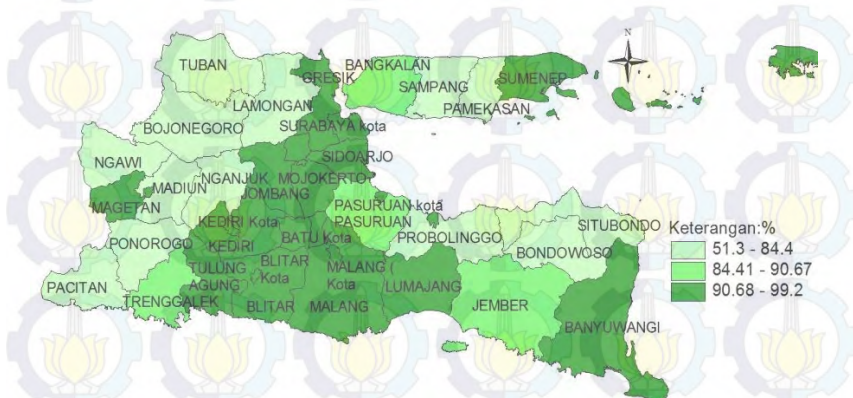 N
TUBAN
GRESIK
BANGKALAN
SAMPANG
SUMENEP
PAMEKASAN
LAMONGAN
BOJONEGORO
SURABAYA kota
SIDOARJO
NGAWI
MADIUN
NGANJUK
MOJOKERTO
JOMBANG
MAGETAN
PASURUAN kota
PASURUAN
KEDIRI Kota
KEDIRI
BATU Kota
PONOROGO
PROBOLINGGO
SITUBONDO
BONDOWOSO
TULUNG
AGUNG
BLITAR
Kota
MALANG
Kota
LUMAJANG
PACITAN
TRENGGALEK
BLITAR
MALANG
JEMBER
BANYUWANGI
Keterangan:%
51.3 - 84.4
84.41 - 90.67
90.68 - 99.2